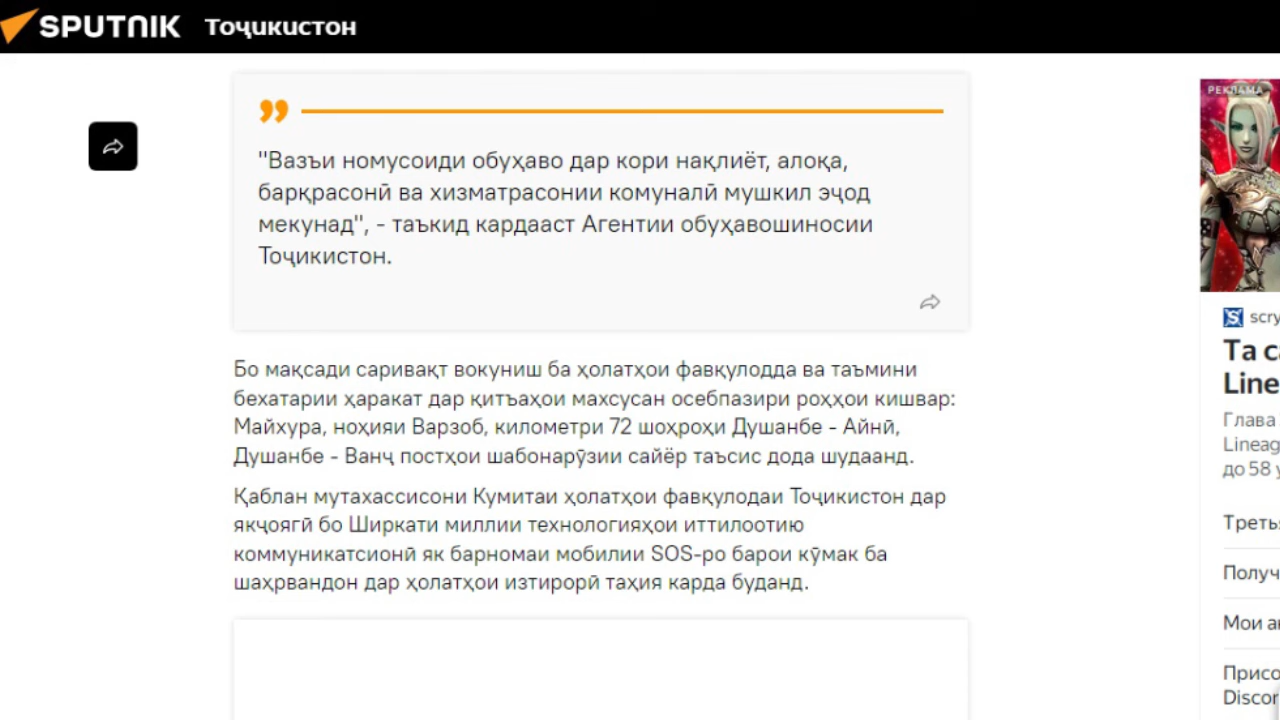 SPUTNIK Тоҷикистон
"Вазъи номусоиди обуҳаво дар кори нақлиёт, алоқа,
барқрасонӣ ва хизматрасонии комуналӣ мушкил эҷод
мекунад", - таъкид кардааст Агентии обуҳавошиносии
Тоҷикистон.
Бо мақсади саривақт вокуниш ба ҳолатҳои фавқулодда ва таъмини
бехатарии ҳаракат дар қитъаҳои махсусан осебпазири роҳҳои кишвар:
Майхура, ноҳияи Варзоб, километри 72 шоҳроҳи Душанбе - Айнӣ,
Душанбе - Ванҷ постҳои шабонарӯзии сайёр таъсис дода шудаанд.
Қаблан мутахассисони Кумитаи ҳолатҳои фавқулодаи Тоҷикистон дар
якҷоягӣ бо Ширкати миллии технологияҳои иттилоотию
коммуникатсионӣ як барномаи мобилии SOS-ро барои кӯмак ба
шаҳрвандон дар ҳолатҳои изтирорӣ таҳия карда буданд.
РЕКЛАМА
scry
Та са
Line
Глава
Lineag
до 58 у
Треть
Получ
Мои а
Присо
Discor